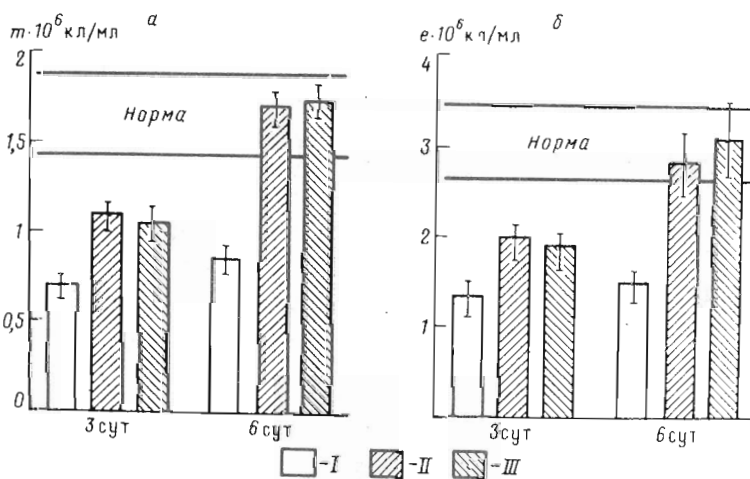 m·10⁶ кл/мл а
2
Норма
1,5
1
0,5
0
3 сут 6 сут
e·10⁶ кл/мл б
4
Норма
3
2
1
3 сут 6 сут
-I -II -III